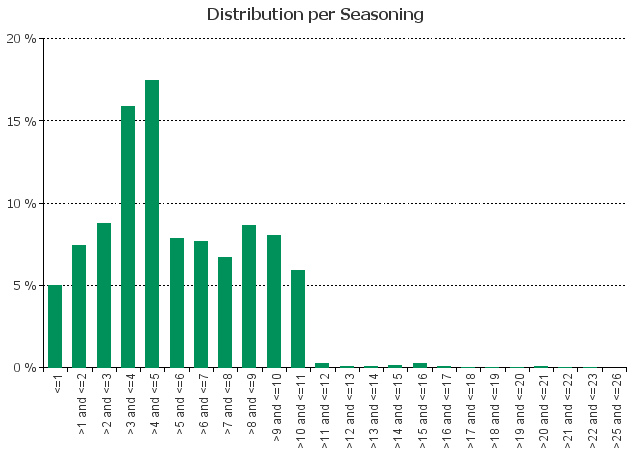 Distribution per Seasoning
20 %
15 %
10 %
5 %
0 %
<=1
>1 and <=2
>2 and <=3
>3 and <=4
>4 and <=5
>5 and <=6
>6 and <=7
>7 and <=8
>8 and <=9
>9 and <=10
>10 and <=11
>11 and <=12
>12 and <=13
>13 and <=14
>14 and <=15
>15 and <=16
>16 and <=17
>17 and <=18
>18 and <=19
>19 and <=20
>20 and <=21
>21 and <=22
>22 and <=23
>25 and <=26